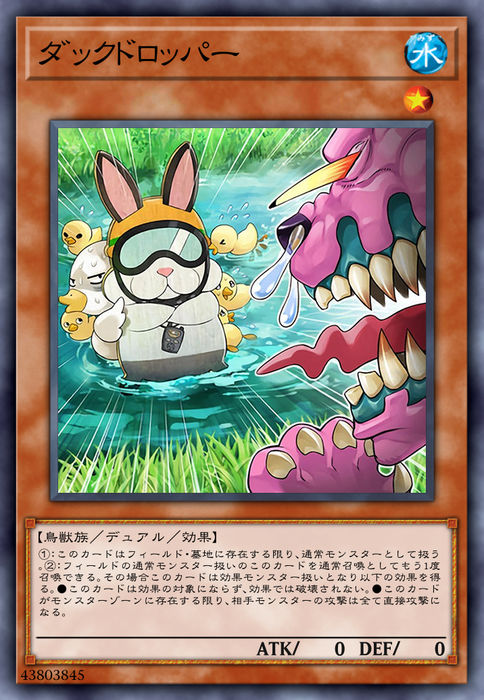 ダックドロッパー
みず
水
【鳥獣族／デュアル／効果】
①：このカードはフィールド・墓地に存在する限り、通常モンスターとして扱う
。②：フィールドの通常モンスター扱いのこのカードを通常召喚としてもう1度
召喚できる。その場合このカードは効果モンスター扱いとなり以下の効果を得
る。●このカードは効果の対象にならず、効果では破壊されない。●このカード
がモンスターゾーンに存在する限り、相手モンスターの攻撃は全て直接攻撃に
なる。
ATK/ 0 DEF/ 0
43803845